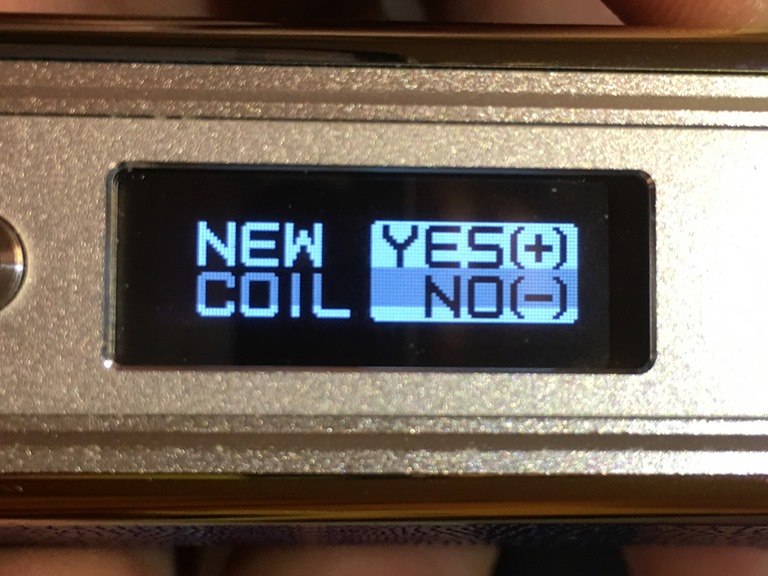 NEW YES(+)
COIL NO(-)